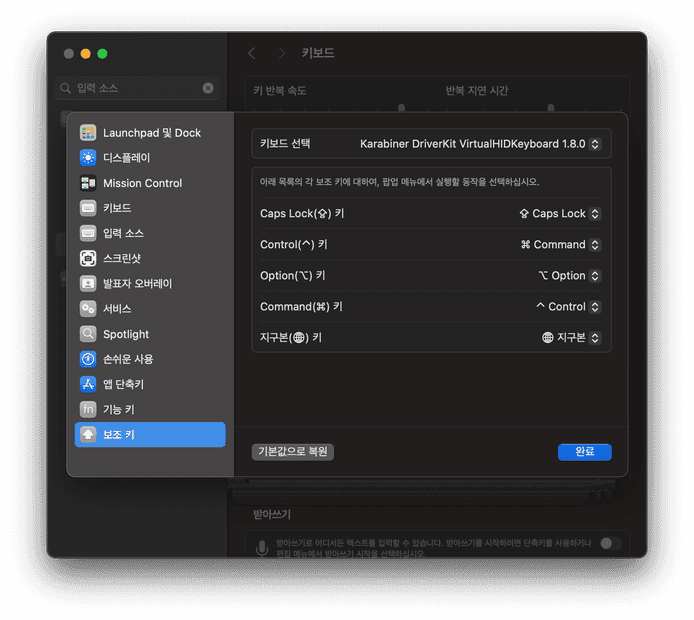 키보드
입력 소스
키 반복 속도
반복 지연 시간
Launchpad 및 Dock
디스플레이
Mission Control
키보드
입력 소스
스크린샷
발표자 오버레이
서비스
Spotlight
손쉬운 사용
앱 단축키
fn 기능 키
보조 키
키보드 선택
Karabiner DriverKit VirtualHIDKeyboard 1.8.0
아래 목록의 각 보조 키에 대하여, 팝업 메뉴에서 실행할 동작을 선택하십시오.
Caps Lock(⇪) 키
⇪ Caps Lock
Control(^) 키
⌘ Command
Option(⌥) 키
⌥ Option
Command(⌘) 키
^ Control
지구본(🌐) 키
🌐 지구본
기본값으로 복원
완료
받아쓰기
받아쓰기로 어디서든 텍스트를 입력할 수 있습니다. 받아쓰기를 시작하려면 단축키를 사용하거나
편집 메뉴에서 받아쓰기 시작을 선택하십시오.